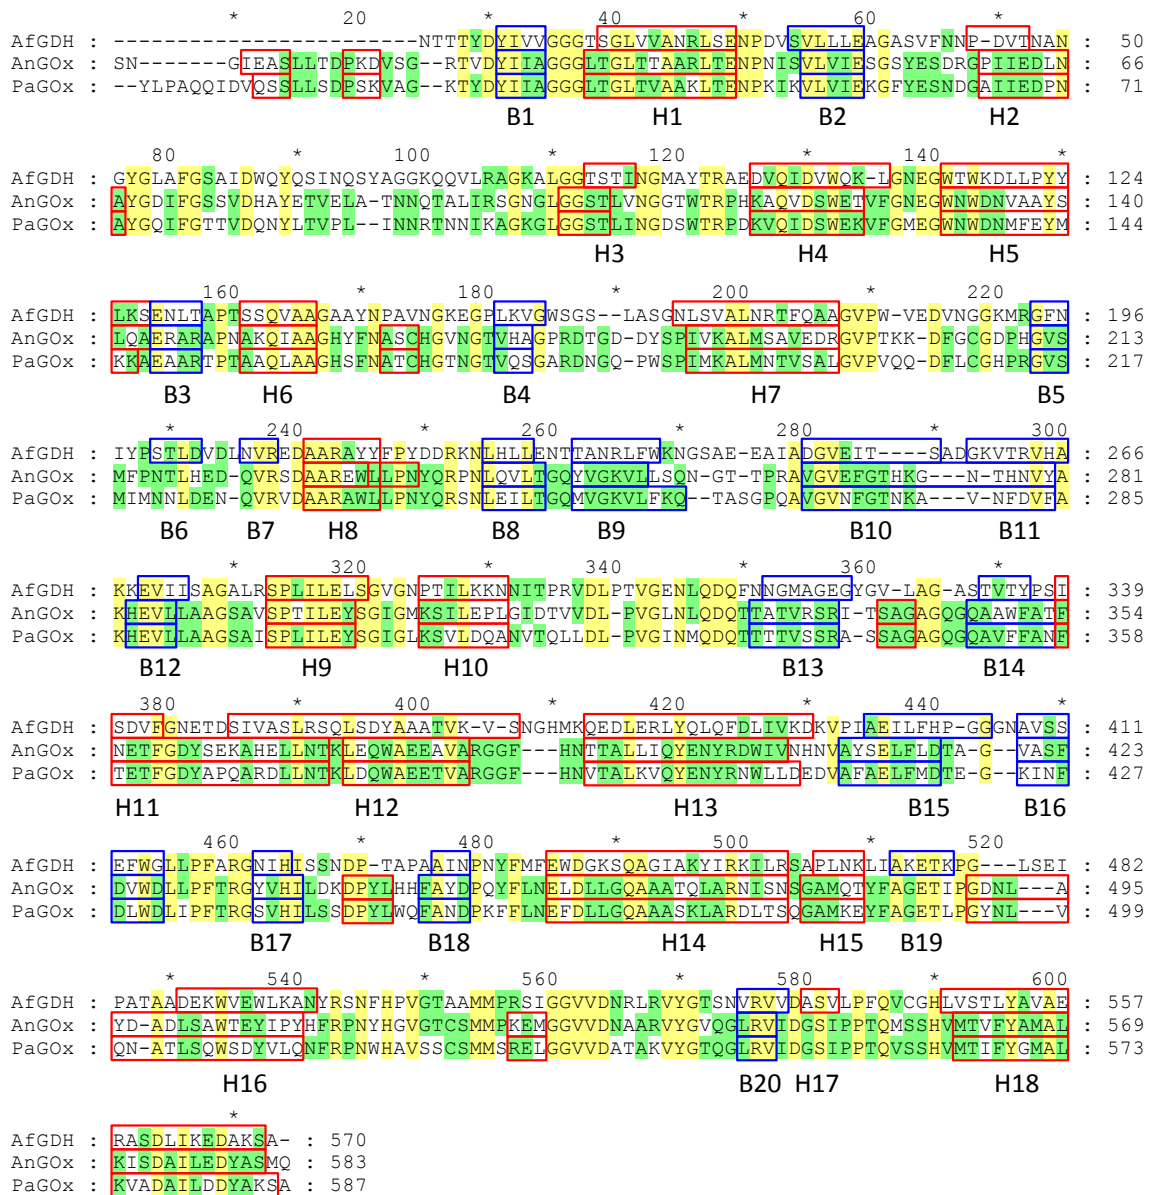 * 20 * 40 * 60 *
AfGDH : ------------------------NTTTYDYIVVGGGTSGLVVANRLSENPDVSVLLLEAGASVFNNP-DVTNAN : 50
AnGOx : SN-------GIEASLLTDPKDVSG--RTVDYIIAGGGLTGLTTAARLTENPNISVLVIESGSYESDRGPIIEDLN : 66
PaGOx : --YLPAQQIDVQSSLLSDPSKVAG--KTYDYIIAGGGLTGLTVAAKLTENPKIKVLVIEKGFYESNDGAIIEDPN : 71
B1 H1 B2 H2
80 * 100 * 120 * 140 *
AfGDH : GYGLAFGSAIDWQYQSINQSYAGGKQQVLRAGKALGGTSTINGMAYTRAEDVQIDVWQK-LGNEGWTWKDLLPYY : 124
AnGOx : AYGDIFGSSVDHAYETVELA-TNNQTALIRSGNGLGGSTLVNGGTWTRPHKAQVDSWETVFGNEGWNWDNVAAYS : 140
PaGOx : AYGQIFGTTVDQNYLTVPL--INNRTNNIKAGKGLGGSTLINGDSWTRPDKVQIDSWEKVFGMEGWNWDNMFEYM : 144
H3 H4 H5
160 * 180 * 200 * 220
AfGDH : LKSENLTAPTSSQVAAGAAYNPAVNGKEGPLKVGWSGS--LASGNLSVALNRTFQAAGVPW-VEDVNGGKMRGFN : 196
AnGOx : LQAERARAPNAKQIAAGHYFNASCHGVNGTVHAGPRDTGD-DYSPIVKALMSAVEDRGVPTKK-DFGCGDPHGVS : 213
PaGOx : KKAEAARTPTAAQLAAGHSFNATCHGTNGTVQSGARDNGQ-PWSPIMKALMNTVSALGVPVQQ-DFLCGHPRGVS : 217
B3 H6 B4 H7 B5
* 240 * 260 * 280 * 300
AfGDH : IYPSTLDVDLNVREDAARAYYFPYDDRKNLHLLENTTANRLFWKNGSAE-EAIADGVEIT----SADGKVTRVHA : 266
AnGOx : MFPNTLHED-QVRSDAAREWLLPNYQRPNLQVLTGQYVGKVLLSQN-GT-TPRAVGVEFGTHKG--N-THNVYA : 281
PaGOx : MIMNNLDEN-QVRVDAARAWLLPNYQRSNLEILTGQMVGKVLFKQ--TASGPQAVGVNFGTNKA---V-NFDVFA : 285
B6 B7 H8 B8 B9 B10 B11
* 320 * 340 * 360 *
AfGDH : KKEVIISAGALRSPLILELSGVGNPTILKKNNITPRVDLPTVGENLQDQFNNGMAGEGYGV-LAG-ASTVTYPSI : 339
AnGOx : KHEVLLAAGSAVSPTILEYSGIGMKSILEPLGIDTVVDL-PVGLNLQDQTTATVRSRI-TSAGAGQGQAAWFATF : 354
PaGOx : KHEVLLAAGSAISPLILEYSGIGLKSVLDQANVTQLLDL-PVGINMQDQTTTTVSSRA-SSAGAGQGQAVFFANF : 358
B12 H9 H10 B13 B14
380 * 400 * 420 * 440 *
AfGDH : SDVFGNETDSIVASLRSQLSDYAAATVK-V-SNGHMKQEDLERLYQLQFDLIVKDKVPIAEILFHP-GGGNKAVSS : 411
AnGOx : NETFGDYSEKAHELLNTKLEQWAEEAVARGGF---HNTTALLIQYENYRDWIVNHNVAYSELFLDTA-G--VASF : 423
PaGOx : TETFGDYAPQARDLLNTKLDQWAEETVARGGF---HNVTALKVQYENYRNWLLDEDVAFAELFMDTE-G--KINF : 427
H11 H12 H13 B15 B16
460 * 480 * 500 * 520
AfGDH : EFWGLLPFARGNIHISSNDP-TAPAAINPNYFMFEWDGKSQAGIAKYIRKILRSAPLNKLIAKETKPG---LSEI : 482
AnGOx : DVWDLLPFTRGYVHILDKDPYLHHFAYDPQYFLNELDLLGQAAATQLARNISNSGAMQTYFAGETIPGDNL---A : 495
PaGOx : DLWDLIPFTRGSVHILSSDPYLWQFANDPKFFLNEFDLLGQAAASKLARDLTSQGAMKEYFAGETLPGYNL---V : 499
B17 B18 H14 H15 B19
* 540 * 560 * 580 * 600
AfGDH : PATAADEKWVEWLKANYRSNFHPVGTAAMMPRSIGGVVDNRLRVYGTSNVRVVDASVLPFQVCGHLVSTLYAVAE : 557
AnGOx : YD-ADLSAWTEYIPYHFRPNYHGVGTCSMMPKEMGGVVDNAARVYGVQGLRVIDGSIPPTQMSSHVMTVFYAMAL : 569
PaGOx : QN-ATLSQWSDYVLQNFRPNWHAVSSCSMMSRELGGVVDATAKVYGTQGLRVIDGSIPPTQVSSHVMTIFYGMAL : 573
H16 B20 H17 H18
*
AfGDH : RASDLIKEDAKSA- : 570
AnGOx : KISDAILEDYASMQ : 583
PaGOx : KVADAILDDYAKSA : 587